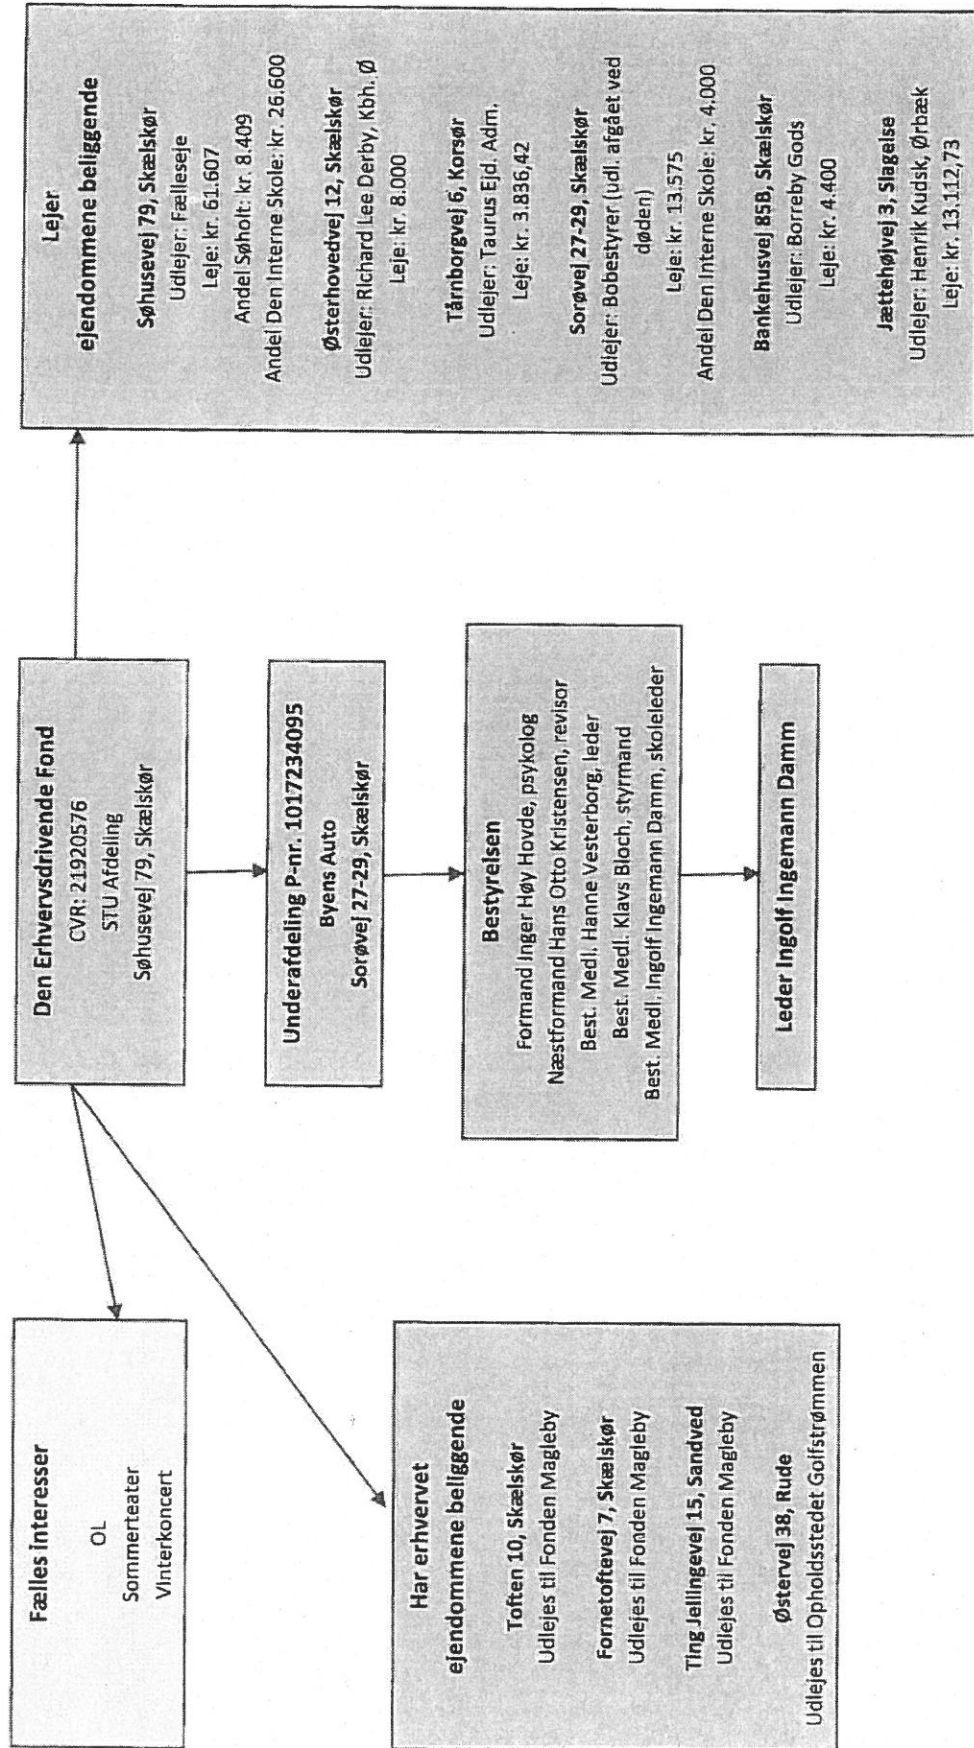 Fælles interesser
OL
Sommerteater
Vinterkoncert
Har erhvervet
ejendommene beliggende
Toften 10, Skælskør
Udlejes til Fonden Magleby
Fornetoftevej 7, Skælskør
Udlejes til Fonden Magleby
Ting Jellingevej 15, Sandved
Udlejes til Fonden Magleby
Østervej 38, Rude
Udlejes til Opholdsstedet Golfstrømmen
Den Erhvervsdrivende Fond
CVR: 21920576
STU Afdeling
Søhusevej 79, Skælskør
Underafdeling P-nr. 1017234095
Byens Auto
Sorøvej 27-29, Skælskør
Bestyrelsen
Formand Inger Høy Hovde, psykolog
Næstformand Hans Otto Kristensen, revisor
Best. Medl. Hanne Vesterborg, leder
Best. Medl. Klavs Bloch, styrmand
Best. Medl. Ingolf Ingemann Damm, skoleleder
Leder Ingolf Ingemann Damm
Lejer
ejendommene beliggende
Søhusevej 79, Skælskør
Udlejer: Fælleseje
Leje: kr. 61.607
Andel Søholt: kr. 8.409
Andel Den Interne Skole: kr. 26.600
Østerhovedvej 12, Skælskør
Udlejer: Richard Lee Derby, Kbh. Ø
Leje: kr. 8.000
Tårnborgvej 6, Korsør
Udlejer: Taurus Ejd. Adm.
Leje: kr. 3.836,42
Sorøvej 27-29, Skælskør
Udlejer: Bobestyrer (udl. afgået ved
døden)
Leje: kr. 13.575
Andel Den Interne Skole: kr. 4.000
Bankehusvej 85B, Skælskør
Udlejer: Borreby Gods
Leje: kr. 4.400
Jættehøjvej 3, Slagelse
Udlejer: Henrik Kudsk, Ørbæk
Leje: kr. 13.112,73